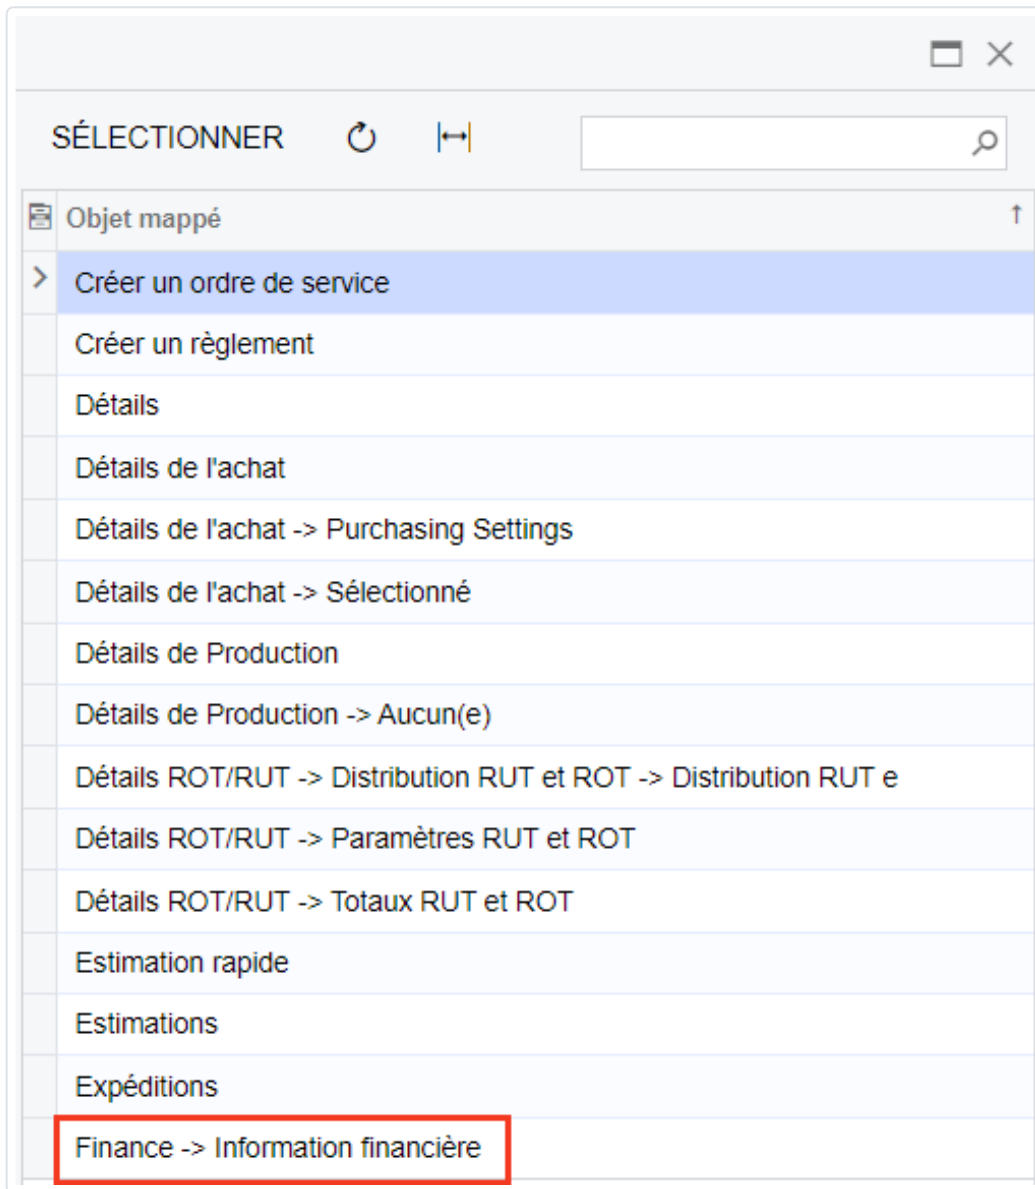 SÉLECTIONNER
Objet mappé
Créer un ordre de service
Créer un règlement
Détails
Détails de l'achat
Détails de l'achat -> Purchasing Settings
Détails de l'achat -> Sélectionné
Détails de Production
Détails de Production -> Aucun(e)
Détails ROT/RUT -> Distribution RUT et ROT -> Distribution RUT e
Détails ROT/RUT -> Paramètres RUT et ROT
Détails ROT/RUT -> Totaux RUT et ROT
Estimation rapide
Estimations
Expéditions
Finance -> Information financière